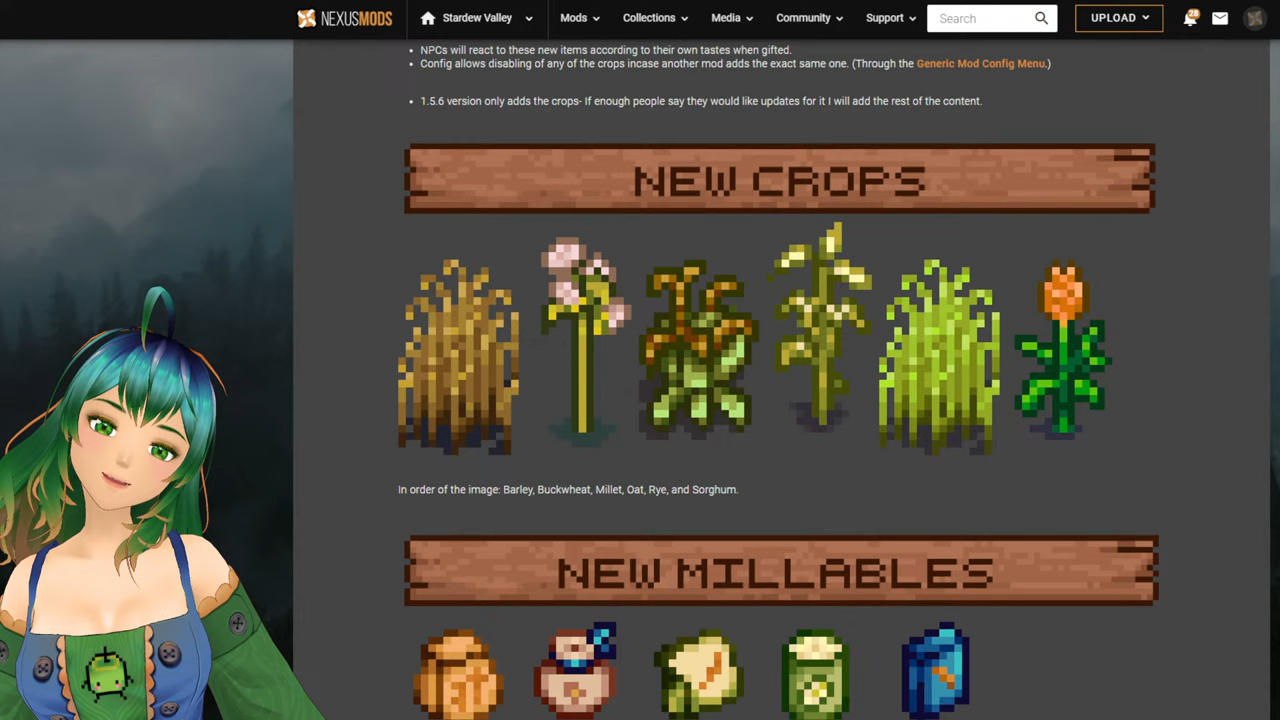 NEXUSMODS
Stardew Valley
Mods
Collections
Media
Community
Support
Search
UPLOAD
28
NPCs will react to these new items according to their own tastes when gifted.
Config allows disabling of any of the crops incase another mod adds the exact same one. (Through the Generic Mod Config Menu.)
1.5.6 version only adds the crops- If enough people say they would like updates for it I will add the rest of the content.
NEW CROPS
In order of the image: Barley, Buckwheat, Millet, Oat, Rye, and Sorghum.
NEW MILLABLES